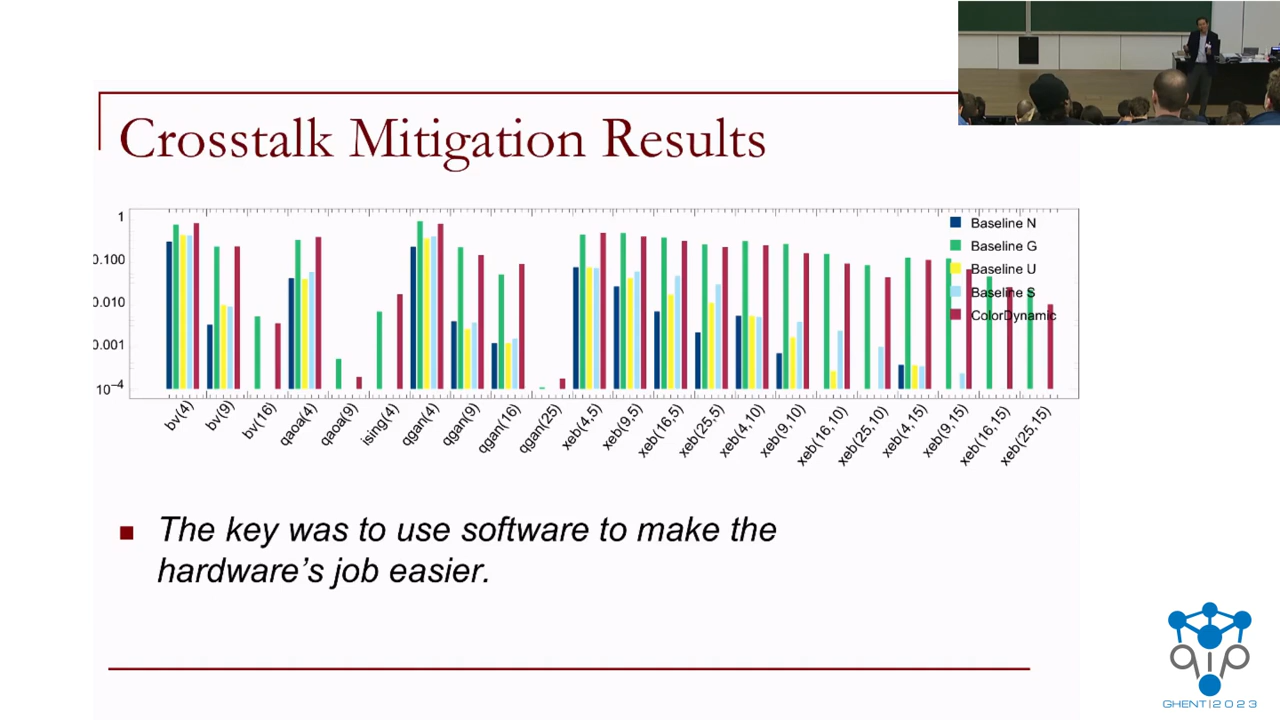 Crosstalk Mitigation Results
1
0.100
0.010
0.001
10⁻⁴
Baseline N
Baseline G
Baseline U
Baseline S
ColorDynamic
bv(4)
bv(9)
bv(16)
qaoa(4)
qaoa(9)
ising(4)
qgan(4)
qgan(9)
qgan(16)
qgan(25)
xeb(4,5)
xeb(9,5)
xeb(16,5)
xeb(25,5)
xeb(4,10)
xeb(9,10)
xeb(16,10)
xeb(25,10)
xeb(4,15)
xeb(9,15)
xeb(16,15)
xeb(25,15)
The key was to use software to make the
hardware's job easier.
qip
GHENT|2023